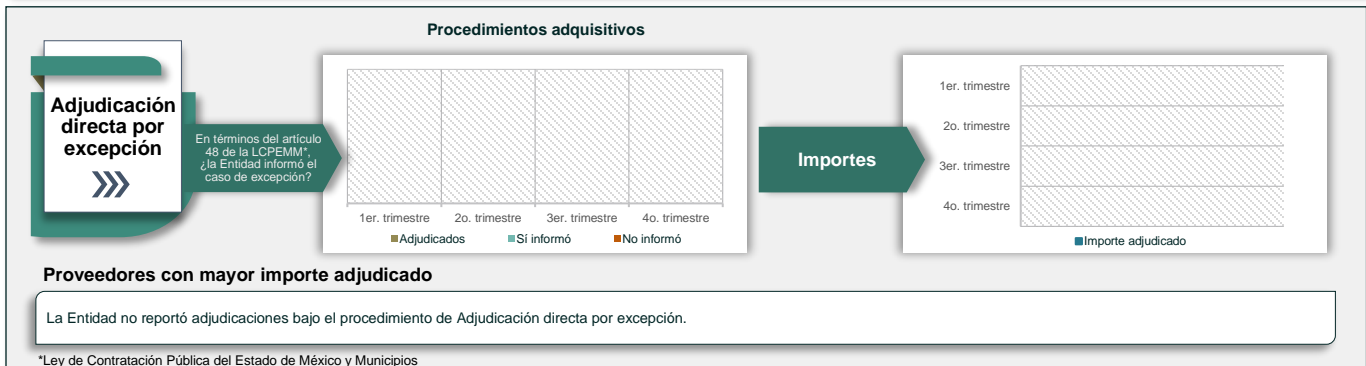 Procedimientos adquisitivos
Adjudicación
directa por
excepción
En términos del artículo
48 de la LCPEMM*,
¿la Entidad informó el
caso de excepción?
1er. trimestre 2o. trimestre 3er. trimestre 4o. trimestre
Adjudicados Sí informó No informó
Importes
1er. trimestre
2o. trimestre
3er. trimestre
4o. trimestre
Importe adjudicado
Proveedores con mayor importe adjudicado
La Entidad no reportó adjudicaciones bajo el procedimiento de Adjudicación directa por excepción.
*Ley de Contratación Pública del Estado de México y Municipios